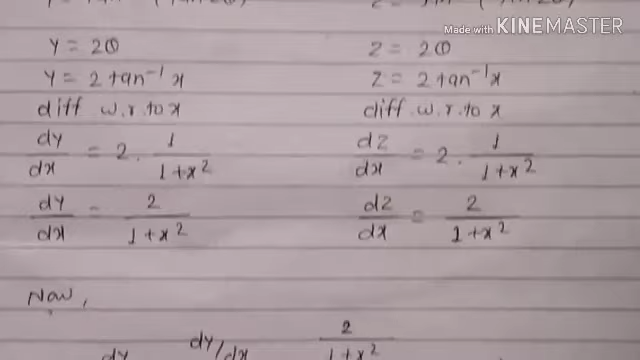 Made with KINEMASTER
y = 2θ
z = 2θ
y = 2 tan⁻¹ x
z = 2 tan⁻¹ x
diff w.r.to x
diff w.r.to x
dy/dx = 2 · 1/1+x²
dz/dx = 2 · 1/1+x²
dy/dx = 2/1+x²
dz/dx = 2/1+x²
Now,
dy dy/dx 2/1+x²